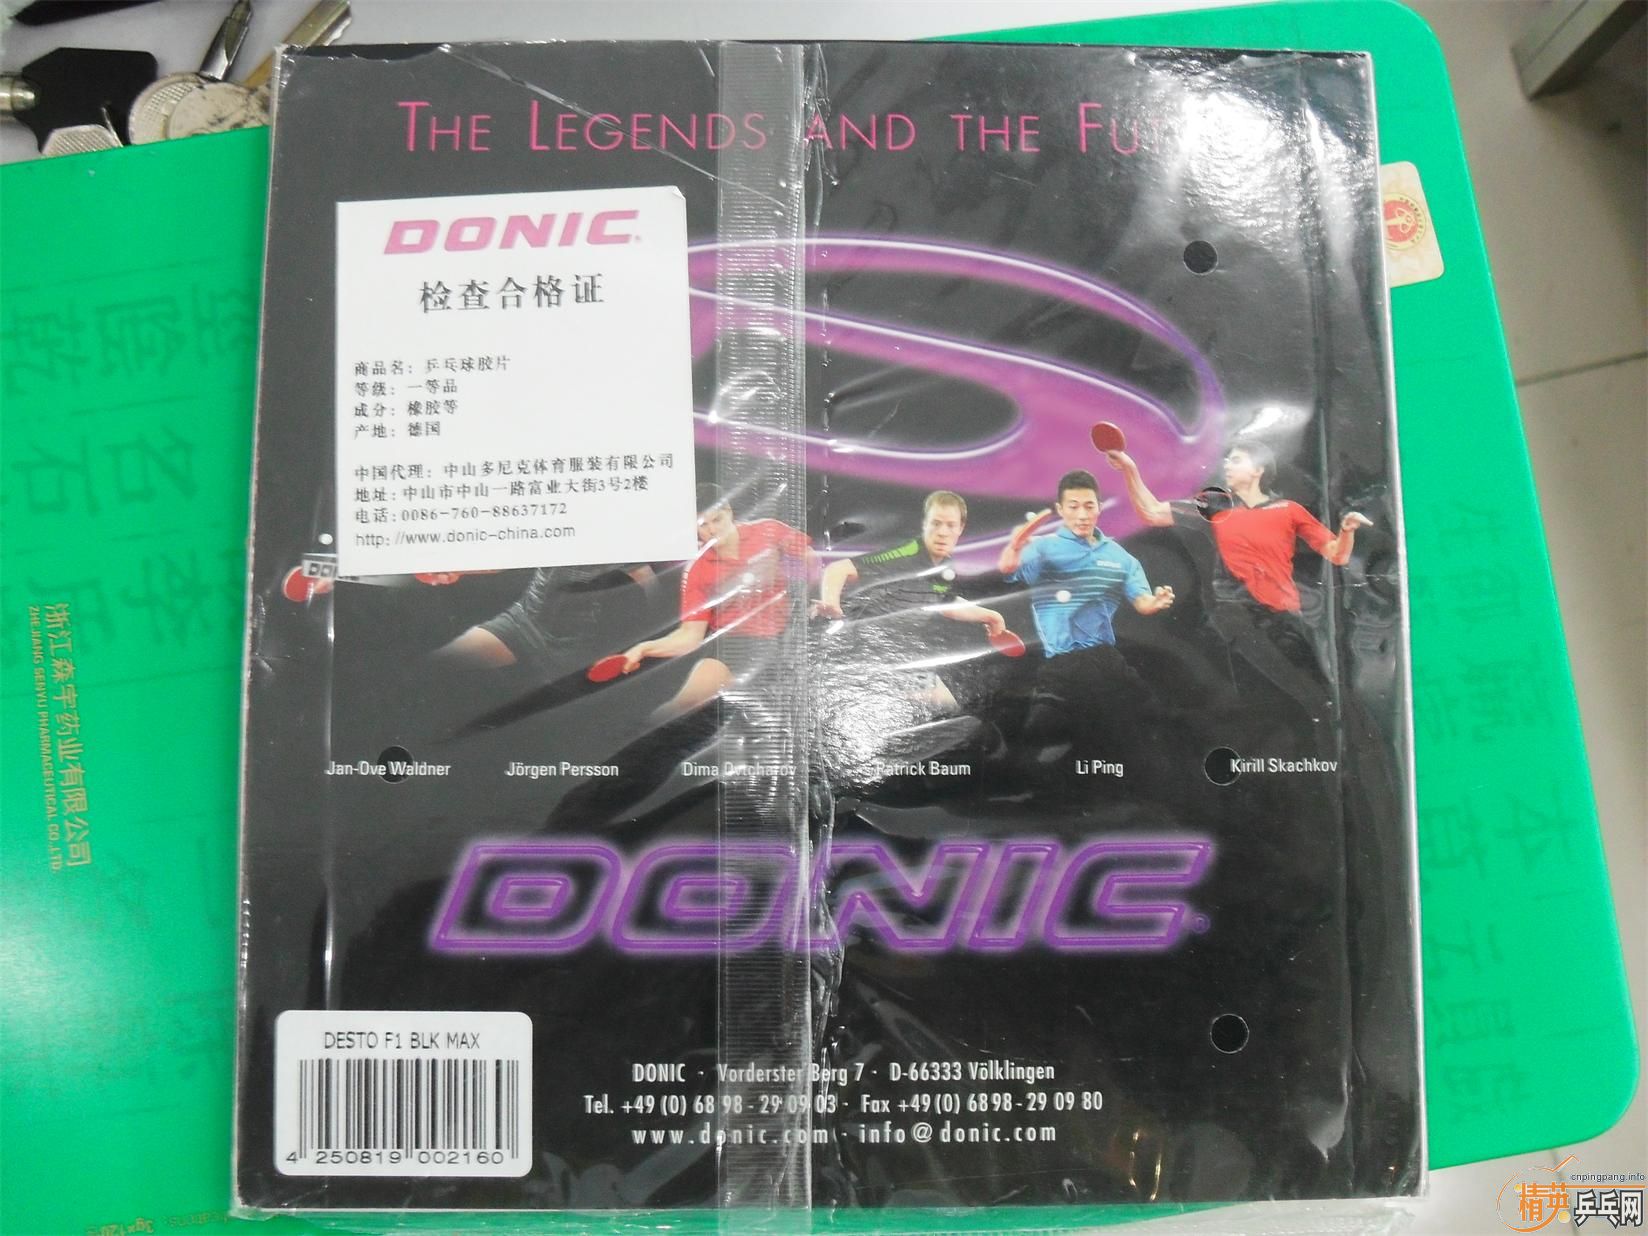 THE LEGENDS AND THE FU
DONIC
检查合格证
商品名：乒乓球胶片
等级：一等品
成分：橡胶等
产地：德国
中国代理：中山多尼克体育服装有限公司
地址：中山市中山一路富业大街3号2楼
电话：0086-760-88637172
http://www.donic-china.com
Jan-Ove Waldner Jörgen Persson Dima Ovtcharov Patrick Baum Li Ping Kirill Skachkov
DONIC
DESTO F1 BLK MAX
4 250819 002160
DONIC · Vorderster Berg 7 · D-66333 Völklingen
Tel. +49 (0) 68 98 - 29 09 03 · Fax +49 (0) 68 98 - 29 09 80
www.donic.com · info@donic.com
浙江森宇药业有限公司
ZHEJIANG SENYU PHARMACEUTICAL CO.,LTD
cnpingpang.info
精英乒乓网